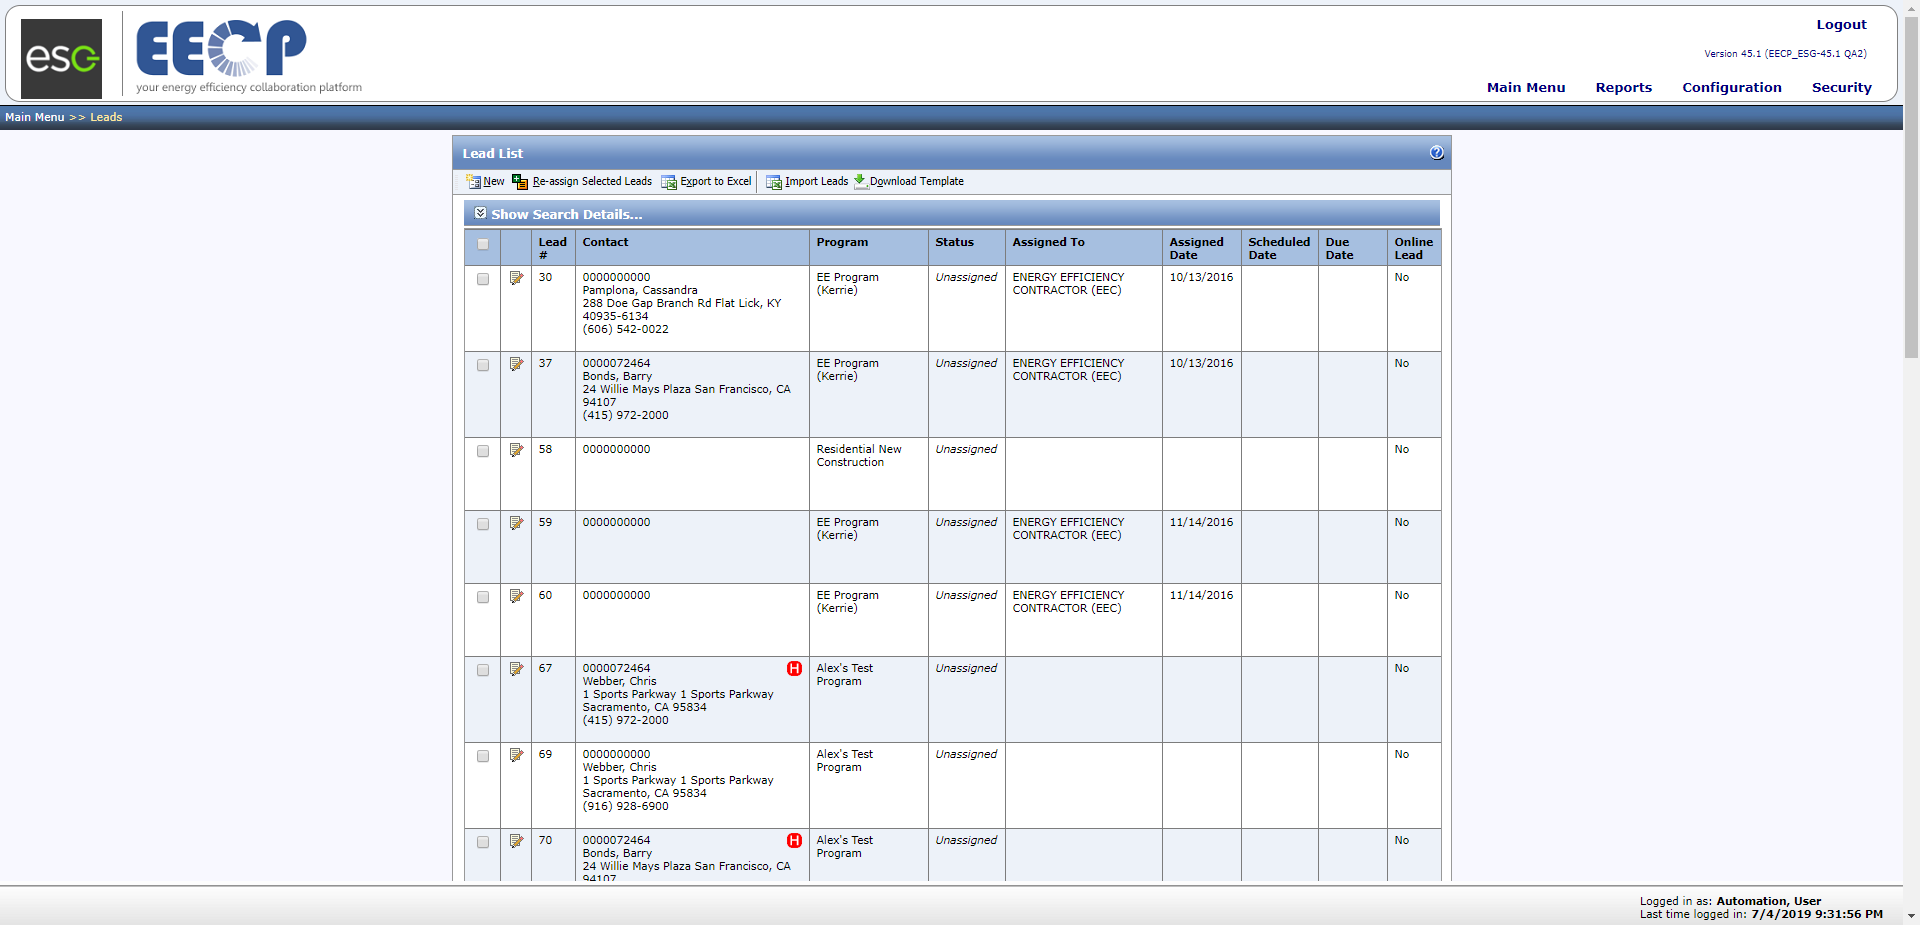 esg
EECP
your energy efficiency collaboration platform
Logout
Version 45.1 (EECP_ESG-45.1 QA2)
Main Menu Reports Configuration Security
Main Menu >> Leads
Lead List
New Re-assign Selected Leads Export to Excel Import Leads Download Template
Show Search Details...
Lead # Contact Program Status Assigned To Assigned Date Scheduled Date Due Date Online Lead
30 0000000000 EE Program Unassigned ENERGY EFFICIENCY 10/13/2016 No
Pamplona, Cassandra (Kerrie) CONTRACTOR (EEC)
288 Doe Gap Branch Rd Flat Lick, KY
40935-6134
(606) 542-0022
37 0000072464 EE Program Unassigned ENERGY EFFICIENCY 10/13/2016 No
Bonds, Barry (Kerrie) CONTRACTOR (EEC)
24 Willie Mays Plaza San Francisco, CA
94107
(415) 972-2000
58 0000000000 Residential New Unassigned No
Construction
59 0000000000 EE Program Unassigned ENERGY EFFICIENCY 11/14/2016 No
(Kerrie) CONTRACTOR (EEC)
60 0000000000 EE Program Unassigned ENERGY EFFICIENCY 11/14/2016 No
(Kerrie) CONTRACTOR (EEC)
67 0000072464 H Alex's Test Unassigned No
Webber, Chris Program
1 Sports Parkway 1 Sports Parkway
Sacramento, CA 95834
(415) 972-2000
69 0000000000 Alex's Test Unassigned No
Webber, Chris Program
1 Sports Parkway 1 Sports Parkway
Sacramento, CA 95834
(916) 928-6900
70 0000072464 H Alex's Test Unassigned No
Bonds, Barry Program
24 Willie Mays Plaza San Francisco, CA
94107
Logged in as: Automation, User
Last time logged in: 7/4/2019 9:31:56 PM